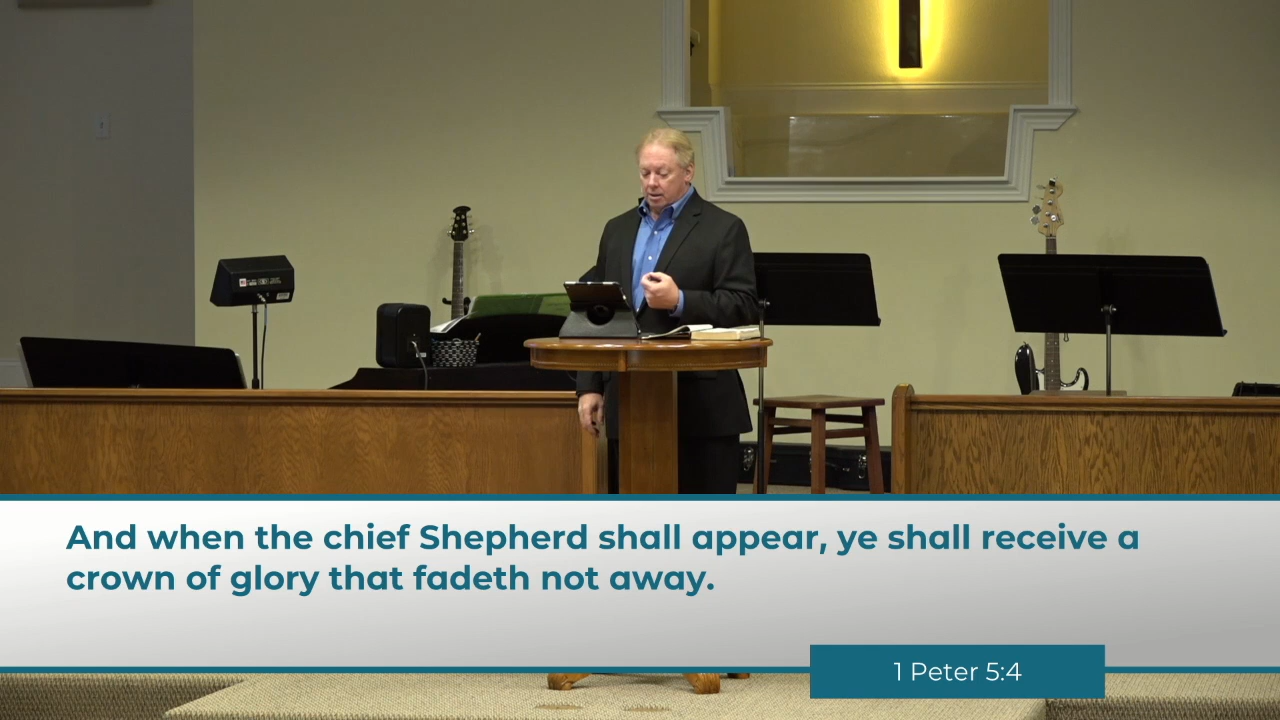 And when the chief Shepherd shall appear, ye shall receive a
crown of glory that fadeth not away.
1 Peter 5:4